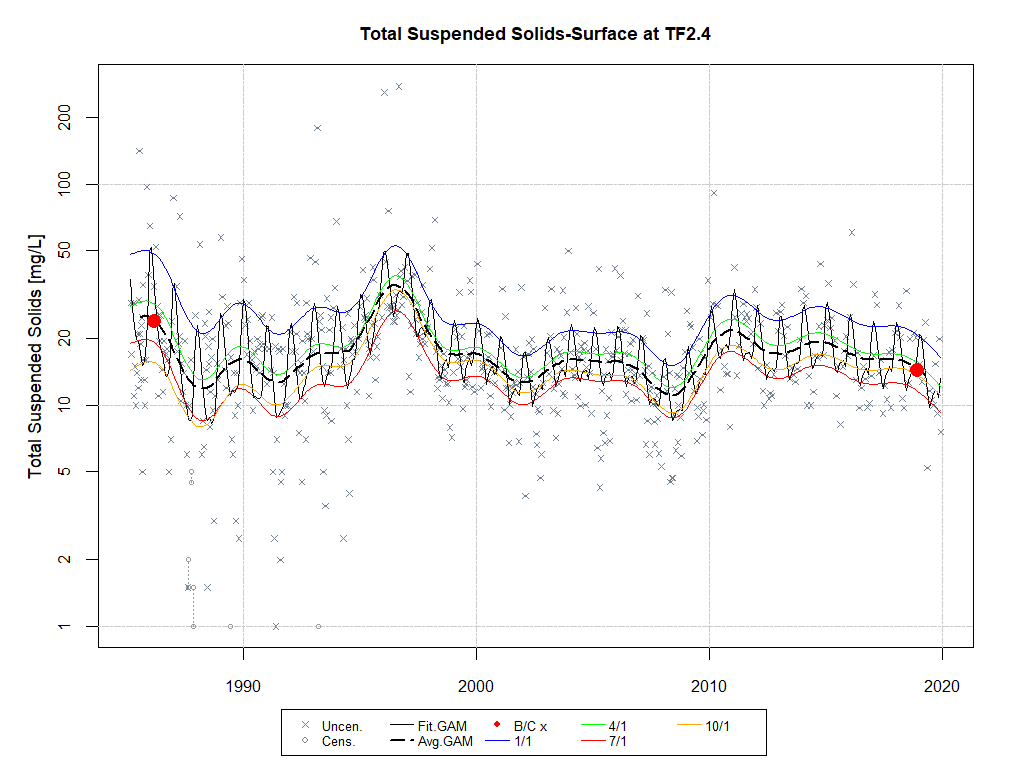 Total Suspended Solids-Surface at TF2.4
Total Suspended Solids [mg/L]
200
100
50
20
10
5
2
1
1990 2000 2010 2020
Uncen. Fit.GAM B/C x 4/1 10/1
Cens. Avg.GAM 1/1 7/1